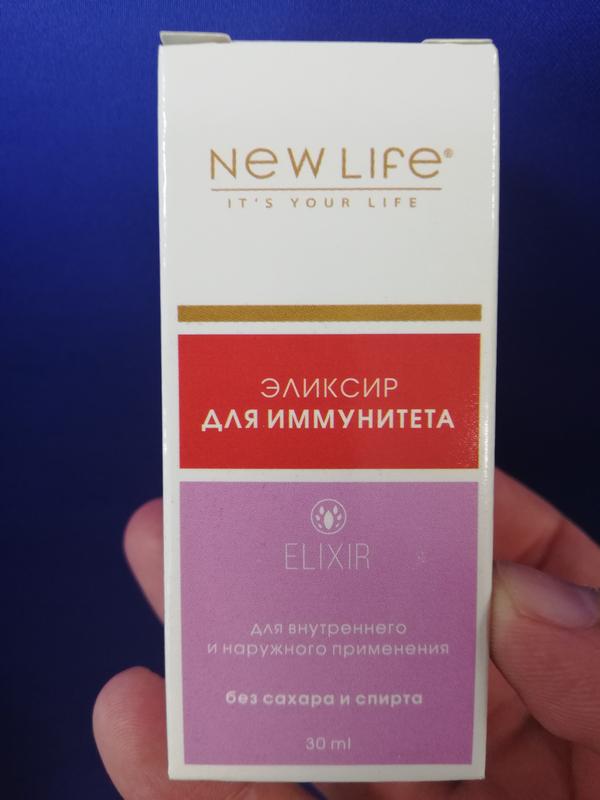 New Life®
IT'S YOUR LIFE
ЭЛИКСИР
ДЛЯ ИММУНИТЕТА
ELIXIR
для внутреннего
и наружного применения
без сахара и спирта
30 ml